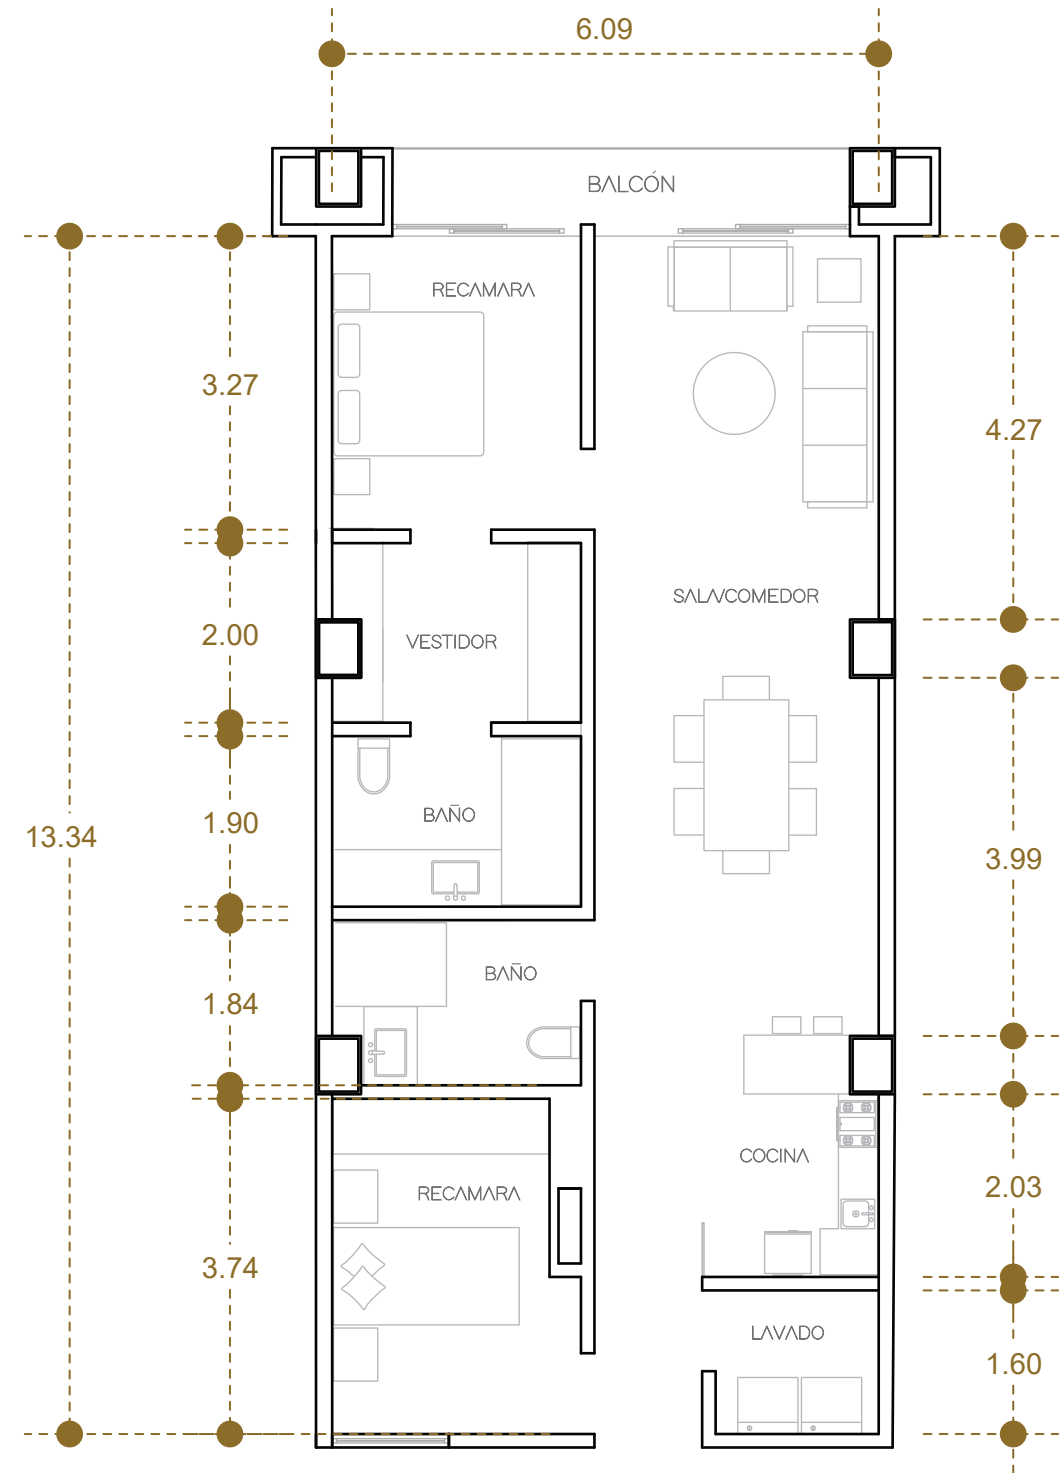 6.09
BALCÓN
RECAMARA
3.27
4.27
SALA/COMEDOR
2.00
VESTIDOR
BAÑO
1.90
13.34
3.99
BAÑO
1.84
COCINA
RECAMARA
2.03
3.74
LAVADO
1.60